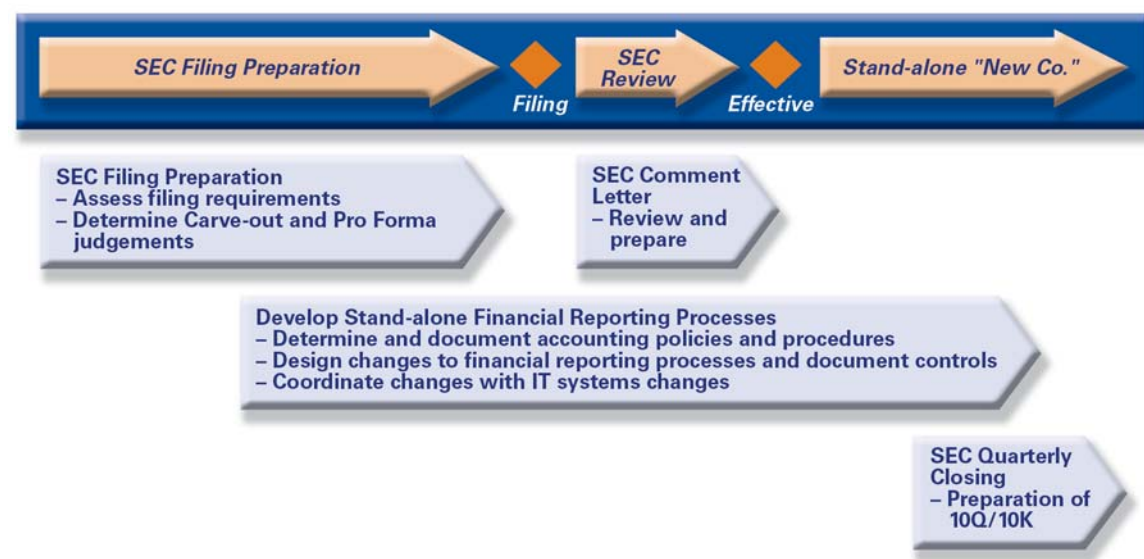 SEC Filing Preparation
Filing
SEC
Review
Effective
Stand-alone "New Co."
SEC Filing Preparation
– Assess filing requirements
– Determine Carve-out and Pro Forma
judgements
SEC Comment
Letter
– Review and
prepare
Develop Stand-alone Financial Reporting Processes
– Determine and document accounting policies and procedures
– Design changes to financial reporting processes and document controls
– Coordinate changes with IT systems changes
SEC Quarterly
Closing
– Preparation of
10Q/10K